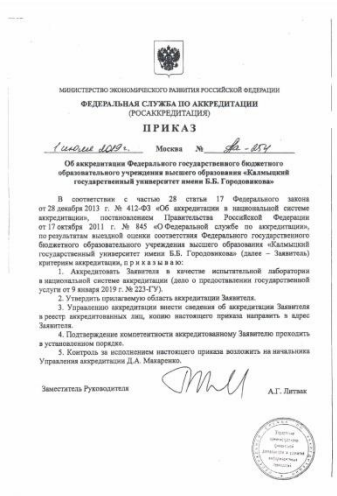 МИНИСТЕРСТВО ЭКОНОМИЧЕСКОГО РАЗВИТИЯ РОССИЙСКОЙ ФЕДЕРАЦИИ
ФЕДЕРАЛЬНАЯ СЛУЖБА ПО АККРЕДИТАЦИИ
(РОСАККРЕДИТАЦИЯ)
ПРИКАЗ
1 июля 2019 г. Москва № Ра-254
Об аккредитации Федерального государственного бюджетного
образовательного учреждения высшего образования «Калмыцкий
государственный университет имени Б.Б. Городовикова»
В соответствии с частью 28 статьи 17 Федерального закона
от 28 декабря 2013 г. № 412-ФЗ «Об аккредитации в национальной системе
аккредитации», постановлением Правительства Российской Федерации
от 17 октября 2011 г. № 845 «О Федеральной службе по аккредитации»,
по результатам выездной оценки соответствия Федерального государственного
бюджетного образовательного учреждения высшего образования «Калмыцкий
государственный университет имени Б.Б. Городовикова» (далее – Заявитель)
критериям аккредитации, п р и к а з ы в а ю:
1. Аккредитовать Заявителя в качестве испытательной лаборатории
в национальной системе аккредитации (дело о предоставлении государственной
услуги от 9 января 2019 г. № 223-ГУ).
2. Утвердить прилагаемую область аккредитации Заявителя.
3. Управлению аккредитации внести сведения об аккредитации Заявителя
в реестр аккредитованных лиц, копию настоящего приказа направить в адрес
Заявителя.
4. Подтверждение компетентности аккредитованному Заявителю проходить
в установленном порядке.
5. Контроль за исполнением настоящего приказа возложить на начальника
Управления аккредитации Д.А. Макаренко.
Заместитель Руководителя А.Г. Литвак